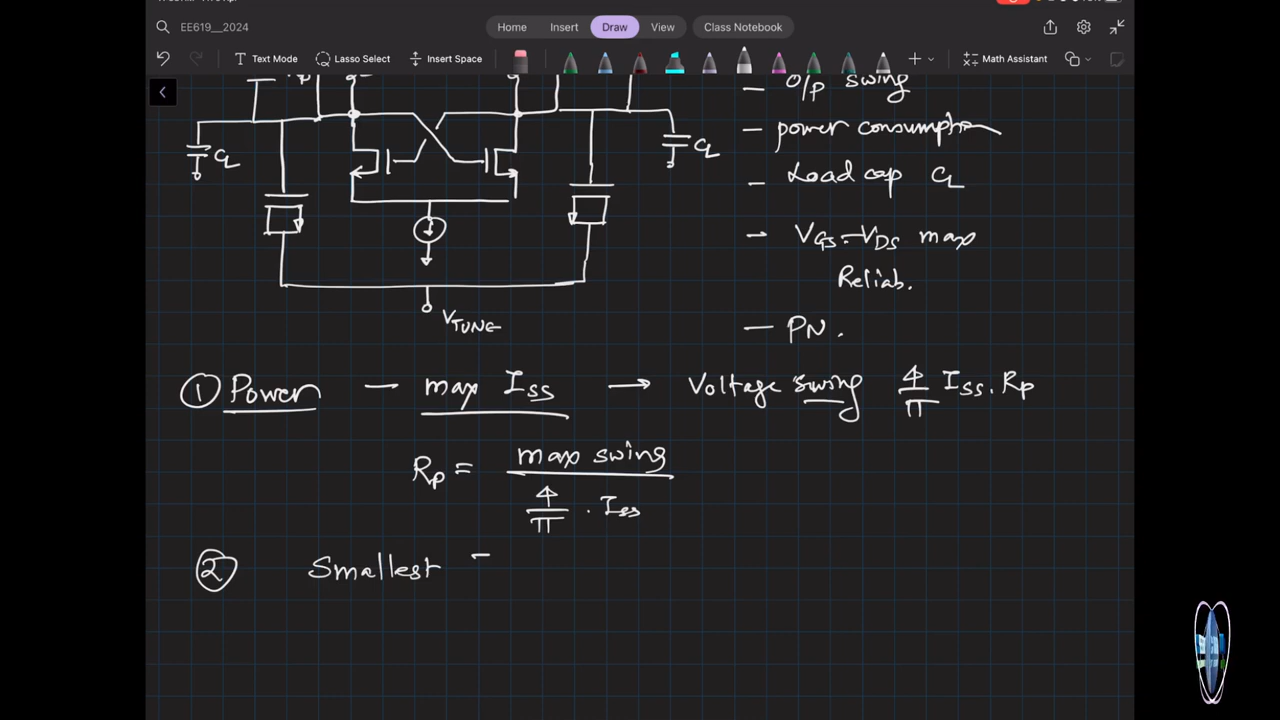 EE619__2024
Home Insert Draw View Class Notebook
Text Mode Lasso Select Insert Space Math Assistant
- O/p swing
- power consumption
- Load cap CL
- VGS-VDS max
Reliab.
- PN.
CL
CL
VTUNE
① Power - max ISS → Voltage swing 4/π ISS . Rp
Rp = max swing
4/π . ISS
② Smallest